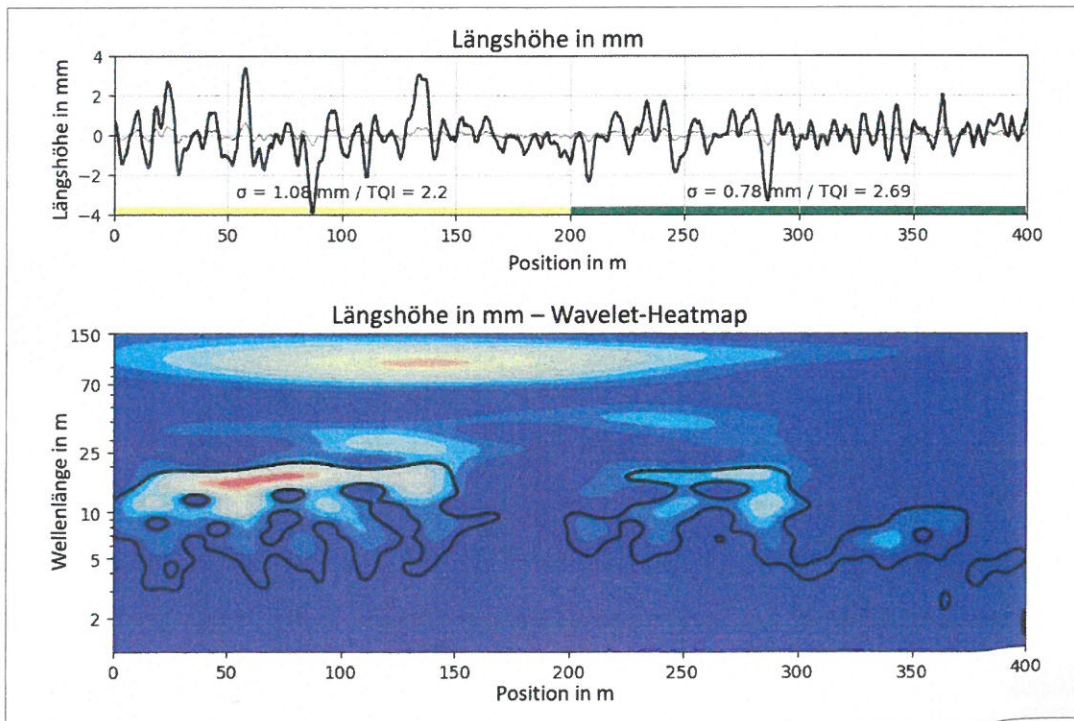 Längshöhe in mm
Längshöhe in mm
4
2
0
−2
−4
σ = 1.08 mm / TQI = 2.2
σ = 0.78 mm / TQI = 2.69
0 50 100 150 200 250 300 350 400
Position in m
Längshöhe in mm – Wavelet-Heatmap
Wellenlänge in m
150
70
25
10
5
2
0 50 100 150 200 250 300 350 400
Position in m